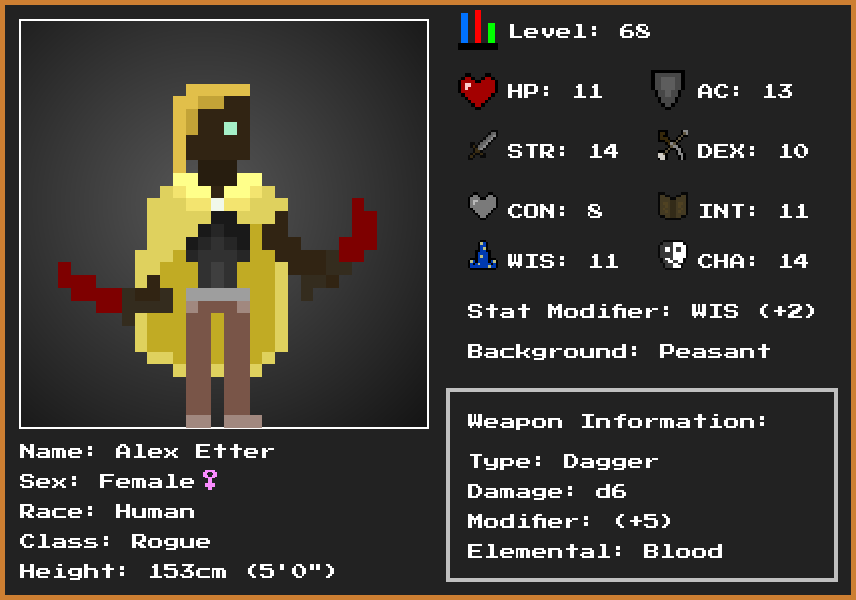 Level: 68
HP: 11
AC: 13
STR: 14
DEX: 10
CON: 8
INT: 11
WIS: 11
CHA: 14
Stat Modifier: WIS (+2)
Background: Peasant
Name: Alex Etter
Sex: Female♀
Race: Human
Class: Rogue
Height: 153cm (5'0")
Weapon Information:
Type: Dagger
Damage: d6
Modifier: (+5)
Elemental: Blood